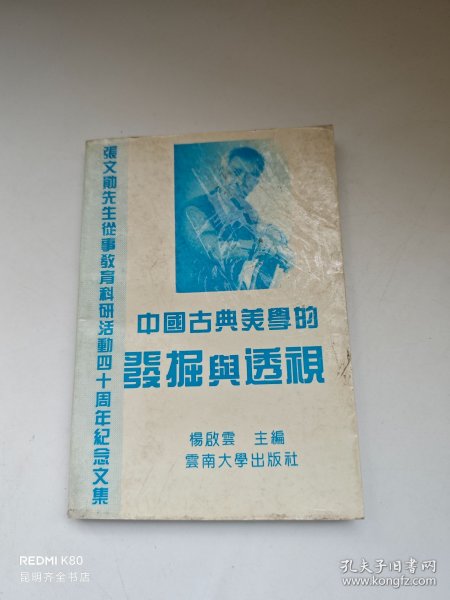 張文勛先生從事教育科研活動四十周年紀念文集
中國古典美學的
發掘與透視
楊啟雲 主編
雲南大學出版社
REDMI K80
昆明齐全书店
孔夫子旧书网
www.kongfz.com